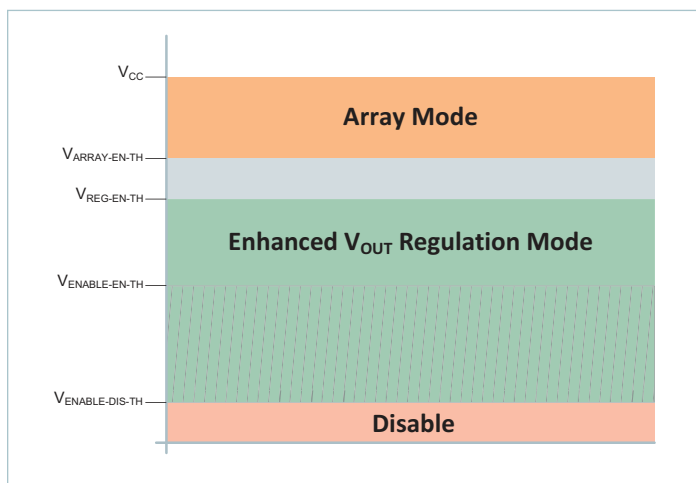 VCC
Array Mode
VARRAY-EN-TH
VREG-EN-TH
Enhanced VOUT Regulation Mode
VENABLE-EN-TH
VENABLE-DIS-TH
Disable